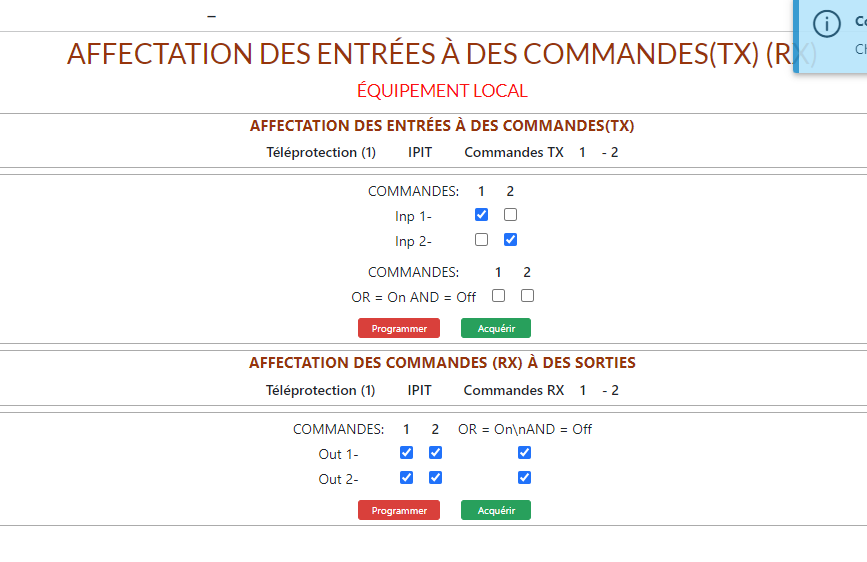 AFFECTATION DES ENTRÉES À DES COMMANDES(TX) (RX)
ÉQUIPEMENT LOCAL
AFFECTATION DES ENTRÉES À DES COMMANDES(TX)
Téléprotection (1) IPIT Commandes TX 1 - 2
COMMANDES: 1 2
Inp 1-
Inp 2-
COMMANDES: 1 2
OR = On AND = Off
Programmer Acquérir
AFFECTATION DES COMMANDES (RX) À DES SORTIES
Téléprotection (1) IPIT Commandes RX 1 - 2
COMMANDES: 1 2 OR = On\nAND = Off
Out 1-
Out 2-
Programmer Acquérir